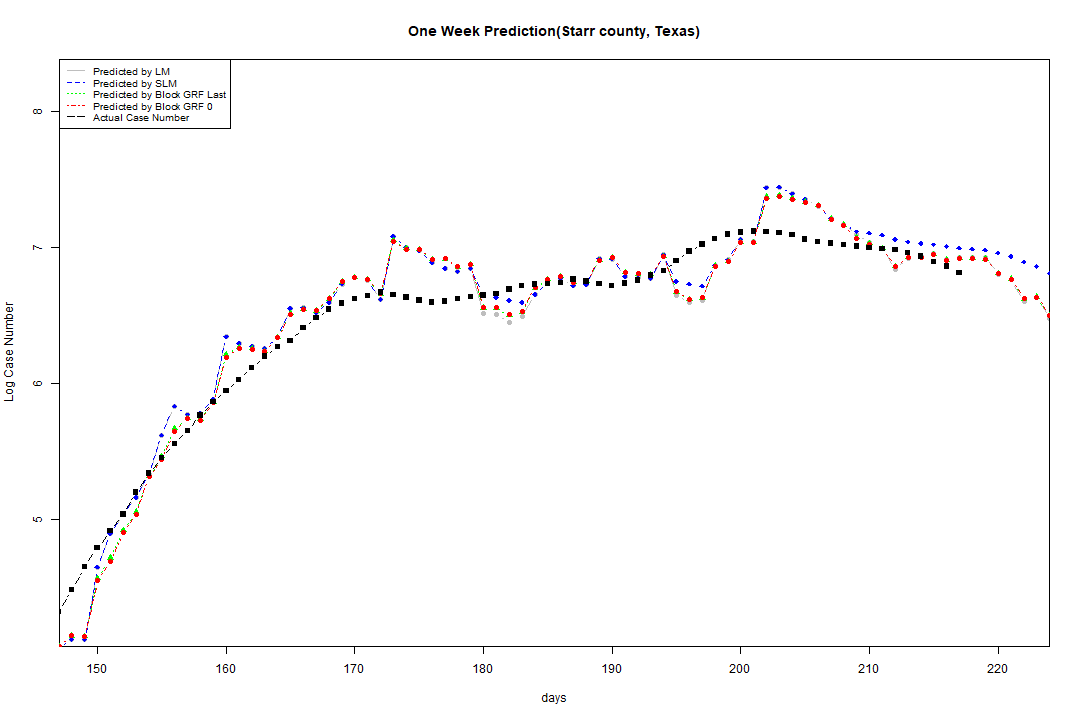 One Week Prediction(Starr county, Texas)
Predicted by LM
Predicted by SLM
Predicted by Block GRF Last
Predicted by Block GRF 0
Actual Case Number
8
7
6
5
Log Case Number
150 160 170 180 190 200 210 220
days